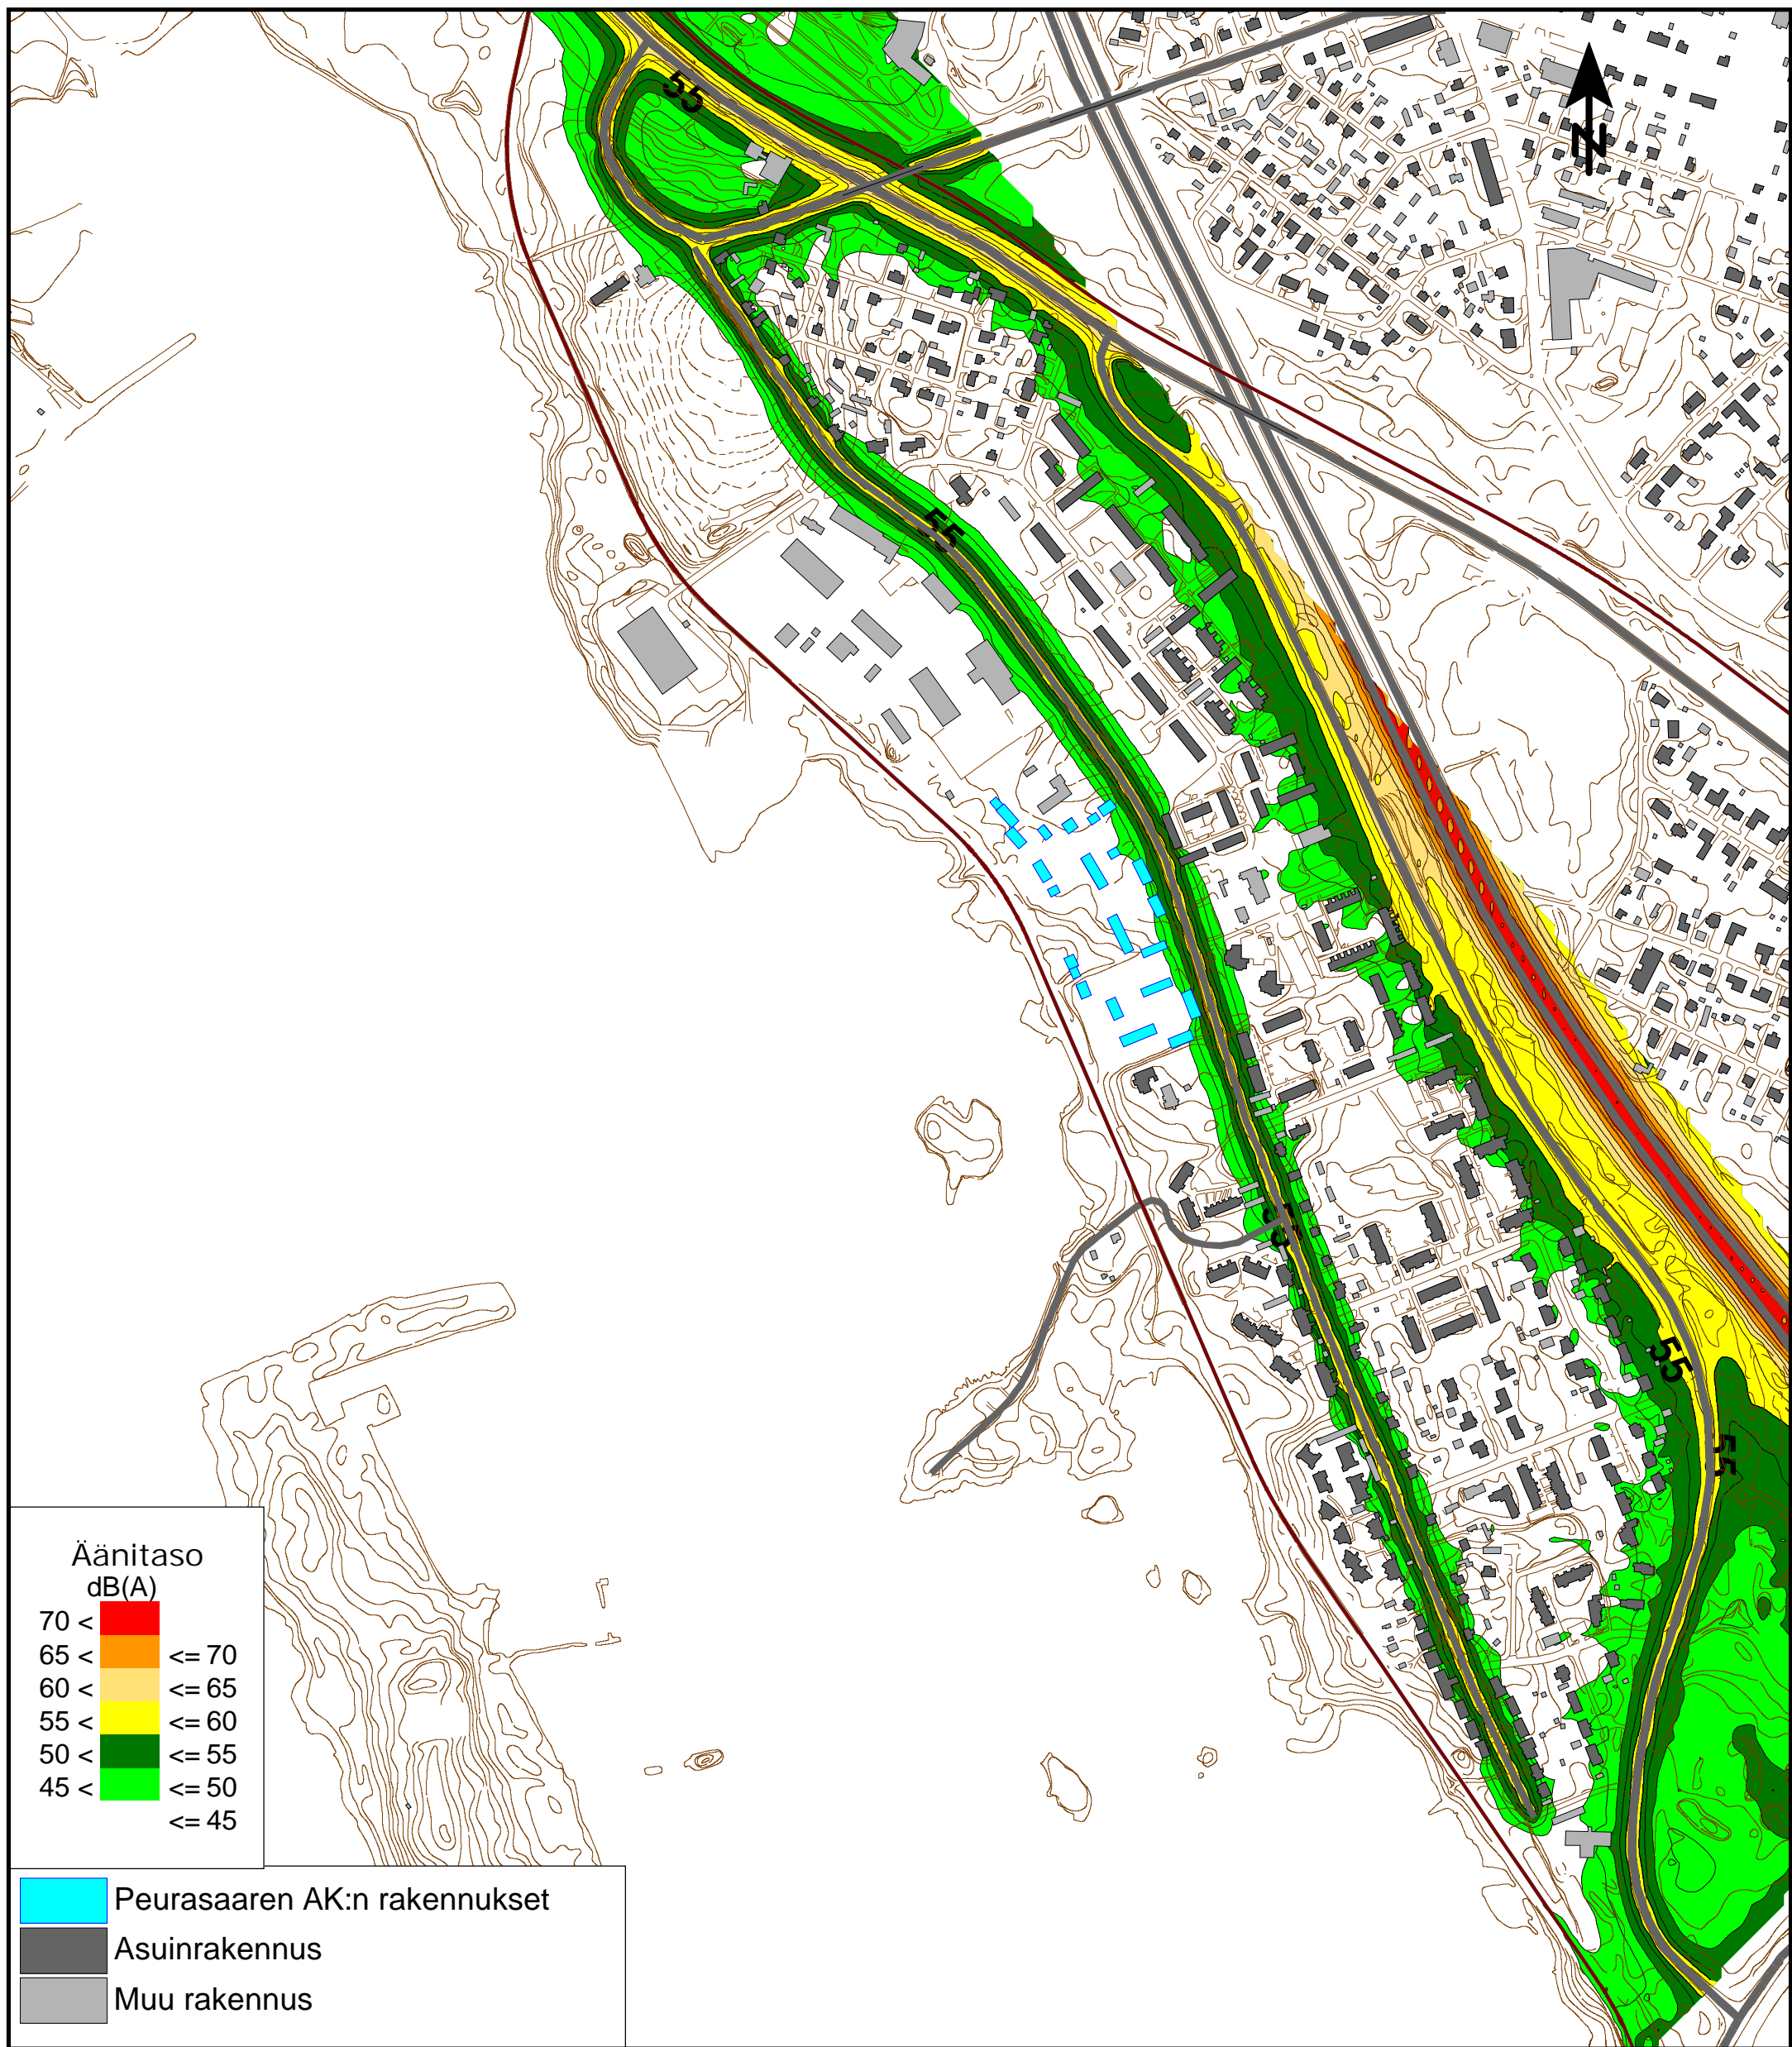 N
55
55
55
55
55
Äänitaso
dB(A)
70 <
65 < <= 70
60 < <= 65
55 < <= 60
50 < <= 55
45 < <= 50
<= 45
Peurasaaren AK:n rakennukset
Asuinrakennus
Muu rakennus